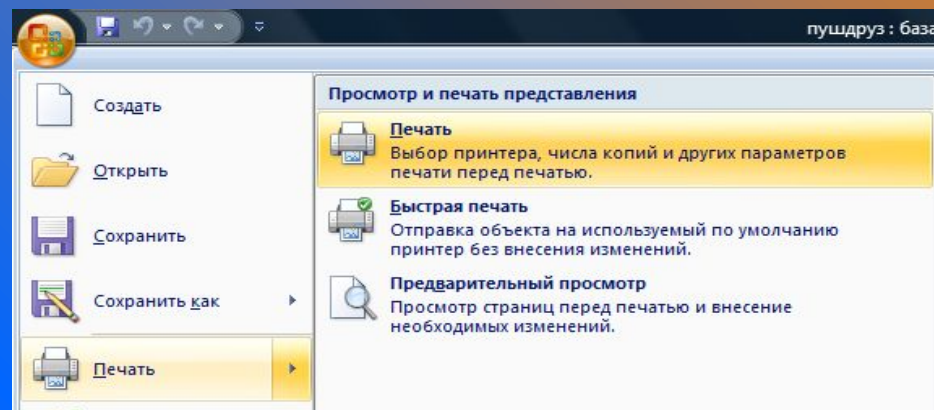 пушдруз : база
Создать
Открыть
Сохранить
Сохранить как
Печать
Просмотр и печать представления
Печать
Выбор принтера, числа копий и других параметров
печати перед печатью.
Быстрая печать
Отправка объекта на используемый по умолчанию
принтер без внесения изменений.
Предварительный просмотр
Просмотр страниц перед печатью и внесение
необходимых изменений.